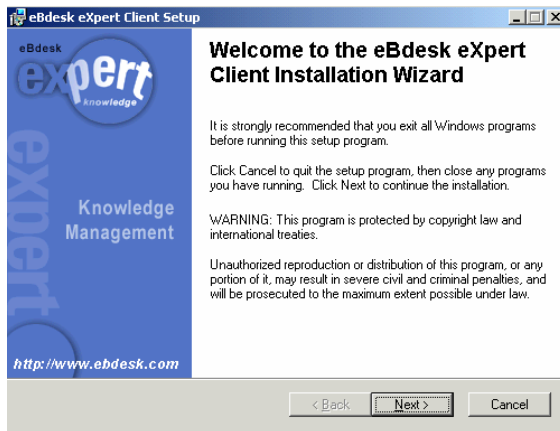 eBdesk eXpert Client Setup
eBdesk
expert
knowledge
expert
Knowledge
Management
http://www.ebdesk.com
Welcome to the eBdesk eXpert
Client Installation Wizard
It is strongly recommended that you exit all Windows programs
before running this setup program.
Click Cancel to quit the setup program, then close any programs
you have running. Click Next to continue the installation.
WARNING: This program is protected by copyright law and
international treaties.
Unauthorized reproduction or distribution of this program, or any
portion of it, may result in severe civil and criminal penalties, and
will be prosecuted to the maximum extent possible under law.
< Back Next > Cancel